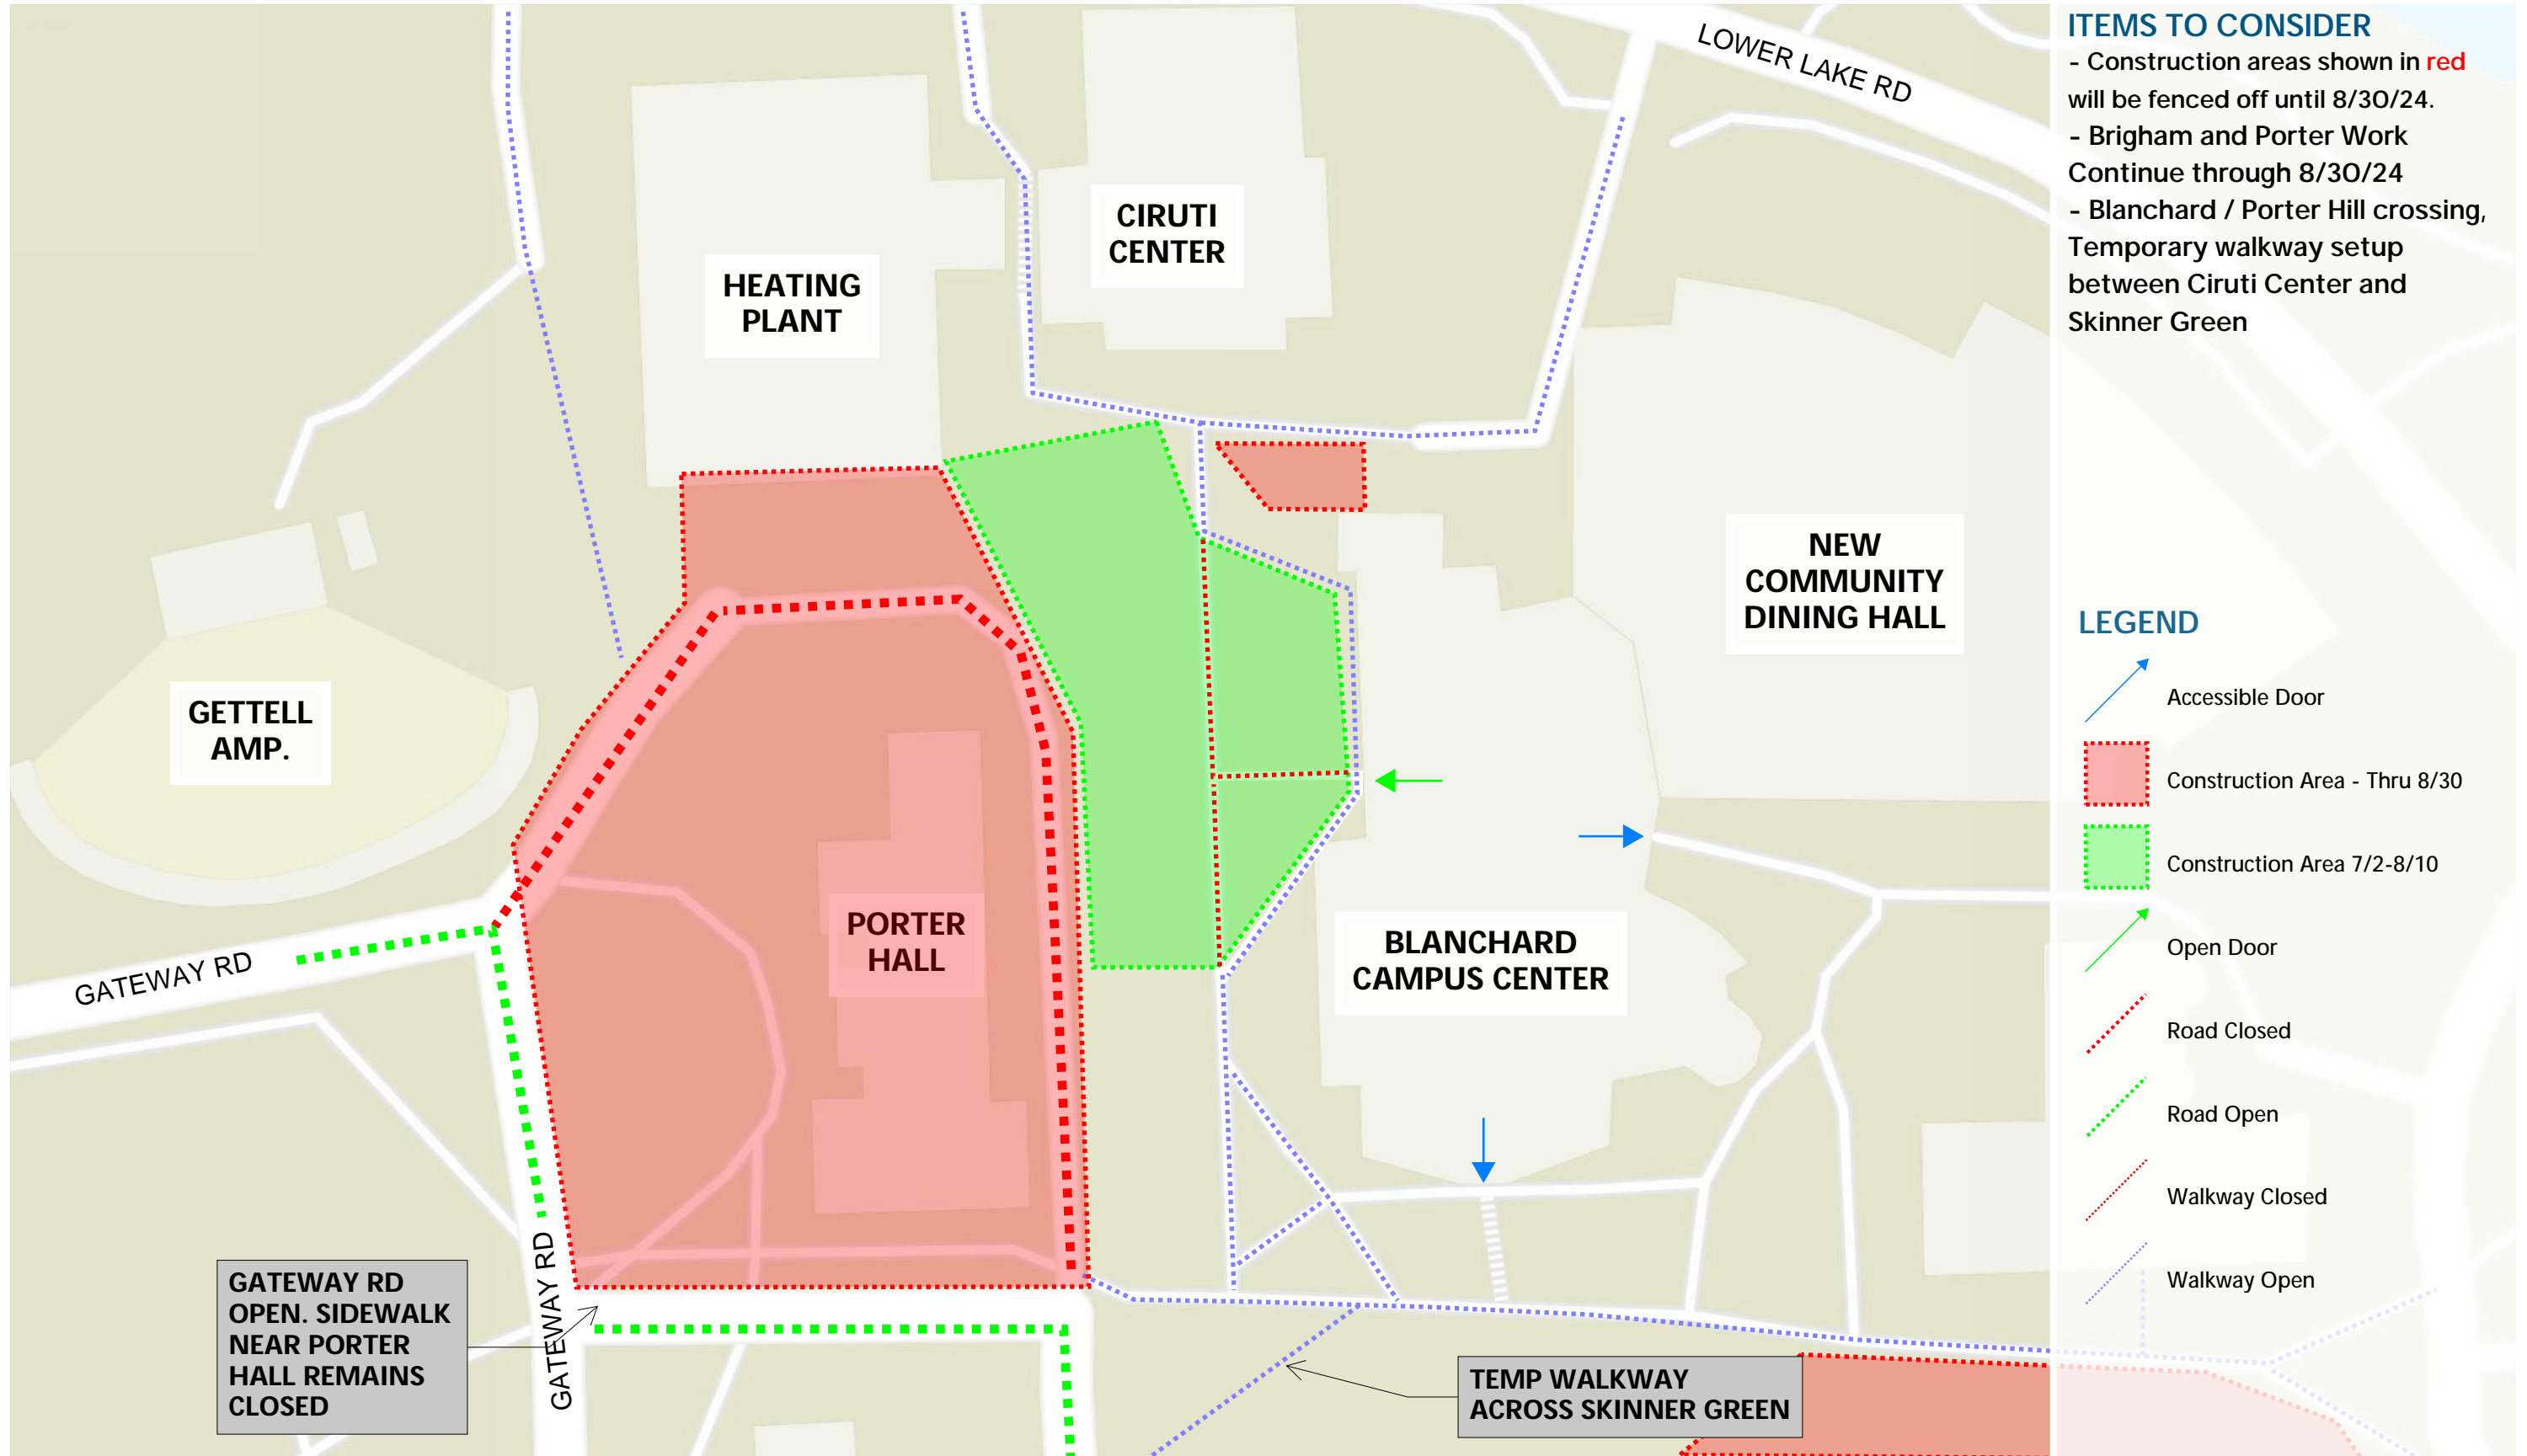 LOWER LAKE RD
ITEMS TO CONSIDER
- Construction areas shown in red
will be fenced off until 8/30/24.
- Brigham and Porter Work
Continue through 8/30/24
- Blanchard / Porter Hill crossing,
Temporary walkway setup
between Ciruti Center and
Skinner Green
CIRUTI
CENTER
HEATING
PLANT
NEW
COMMUNITY
DINING HALL
GETTELL
AMP.
PORTER
HALL
BLANCHARD
CAMPUS CENTER
GATEWAY RD
GATEWAY RD
GATEWAY RD
OPEN. SIDEWALK
NEAR PORTER
HALL REMAINS
CLOSED
TEMP WALKWAY
ACROSS SKINNER GREEN
LEGEND
Accessible Door
Construction Area - Thru 8/30
Construction Area 7/2-8/10
Open Door
Road Closed
Road Open
Walkway Closed
Walkway Open